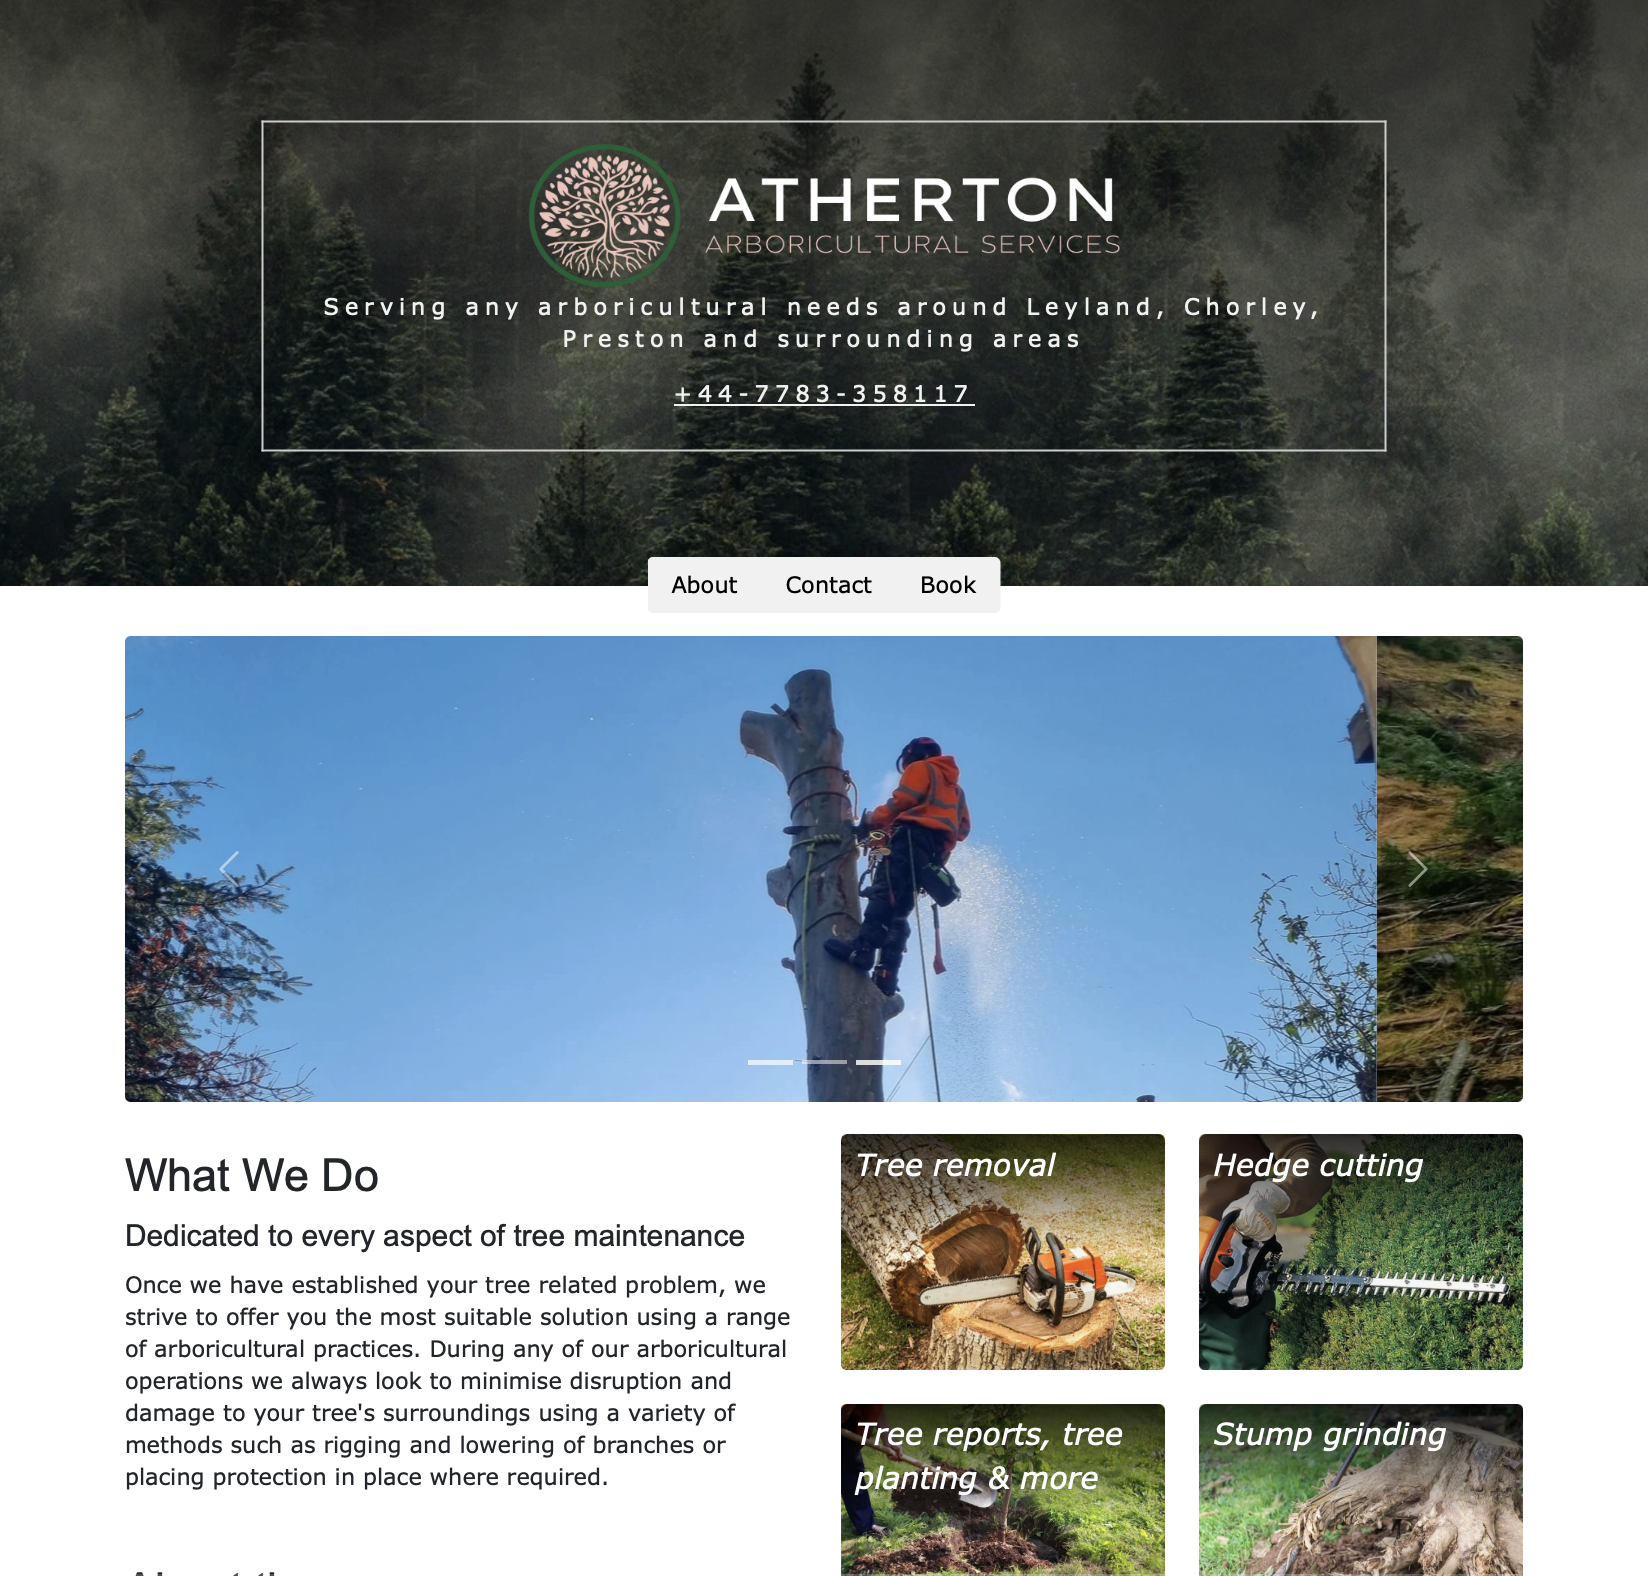 ATHERTON
ARBORICULTURAL SERVICES
Serving any arboricultural needs around Leyland, Chorley,
Preston and surrounding areas
+44-7783-358117
About
Contact
Book
What We Do
Dedicated to every aspect of tree maintenance
Once we have established your tree related problem, we
strive to offer you the most suitable solution using a range
of arboricultural practices. During any of our arboricultural
operations we always look to minimise disruption and
damage to your tree's surroundings using a variety of
methods such as rigging and lowering of branches or
placing protection in place where required.
Tree removal
Hedge cutting
Tree reports, tree
planting & more
Stump grinding